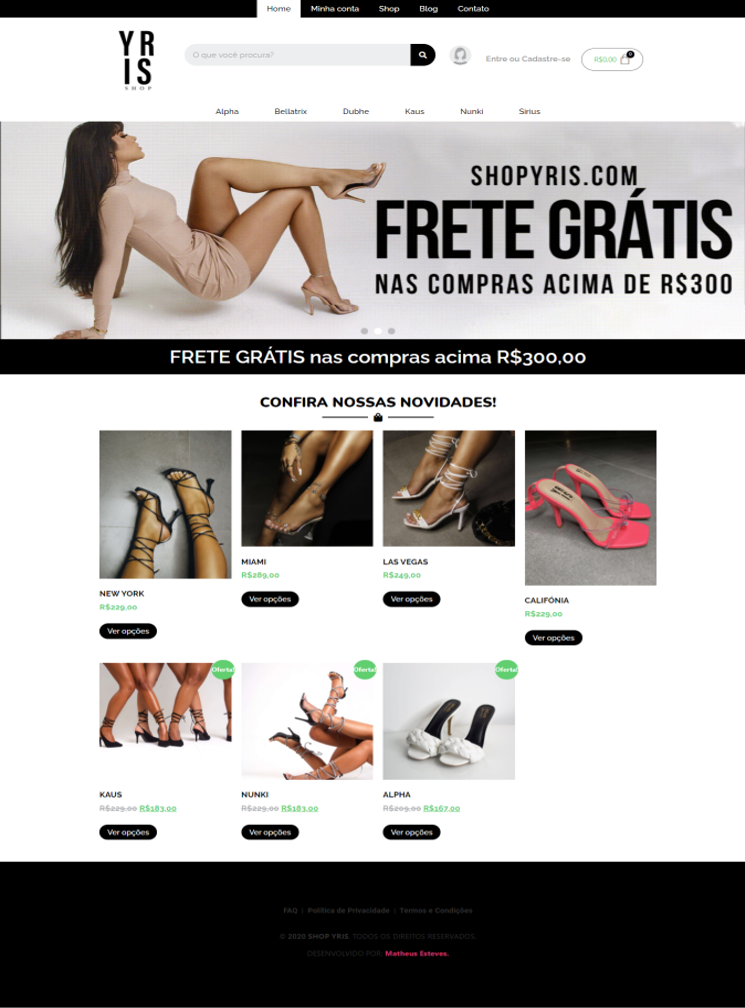 Home Minha conta Shop Blog Contato
YR
IS
SHOP
O que você procura?
Entre ou Cadastre-se
R$0,00
0
Alpha Bellatrix Dubhe Kaus Nunki Sirius
SHOPYRIS.COM
FRETE GRÁTIS
NAS COMPRAS ACIMA DE R$300
FRETE GRÁTIS nas compras acima R$300,00
CONFIRA NOSSAS NOVIDADES!
NEW YORK
R$229,00
Ver opções
MIAMI
R$289,00
Ver opções
LAS VEGAS
R$249,00
Ver opções
CALIFÓNIA
R$229,00
Ver opções
Oferta!
KAUS
R$229,00 R$183,00
Ver opções
Oferta!
NUNKI
R$229,00 R$183,00
Ver opções
Oferta!
ALPHA
R$209,00 R$167,00
Ver opções
FAQ | Política de Privacidade | Termos e Condições
© 2020 SHOP YRIS. TODOS OS DIREITOS RESERVADOS.
DESENVOLVIDO POR: Matheus Esteves.